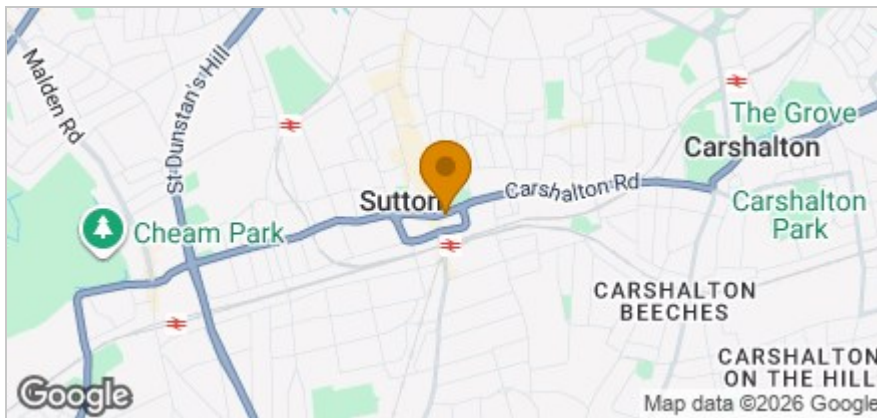 Malden Rd
St Dunstan's Hill
The Grove
Carshalton
Sutton
Carshalton Rd
Carshalton
Park
Cheam Park
CARSHALTON
BEECHES
CARSHALTON
ON THE HILL
Google
Map data ©2026 Google